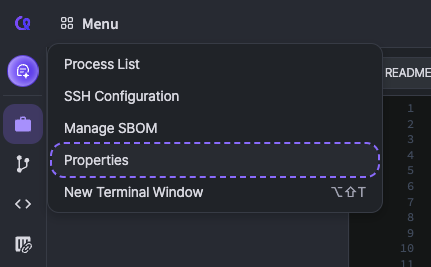 Menu
Process List
SSH Configuration
Manage SBOM
Properties
New Terminal Window ⌥⇧T
README
1
2
3
4
5
6
7
8
9
10
11